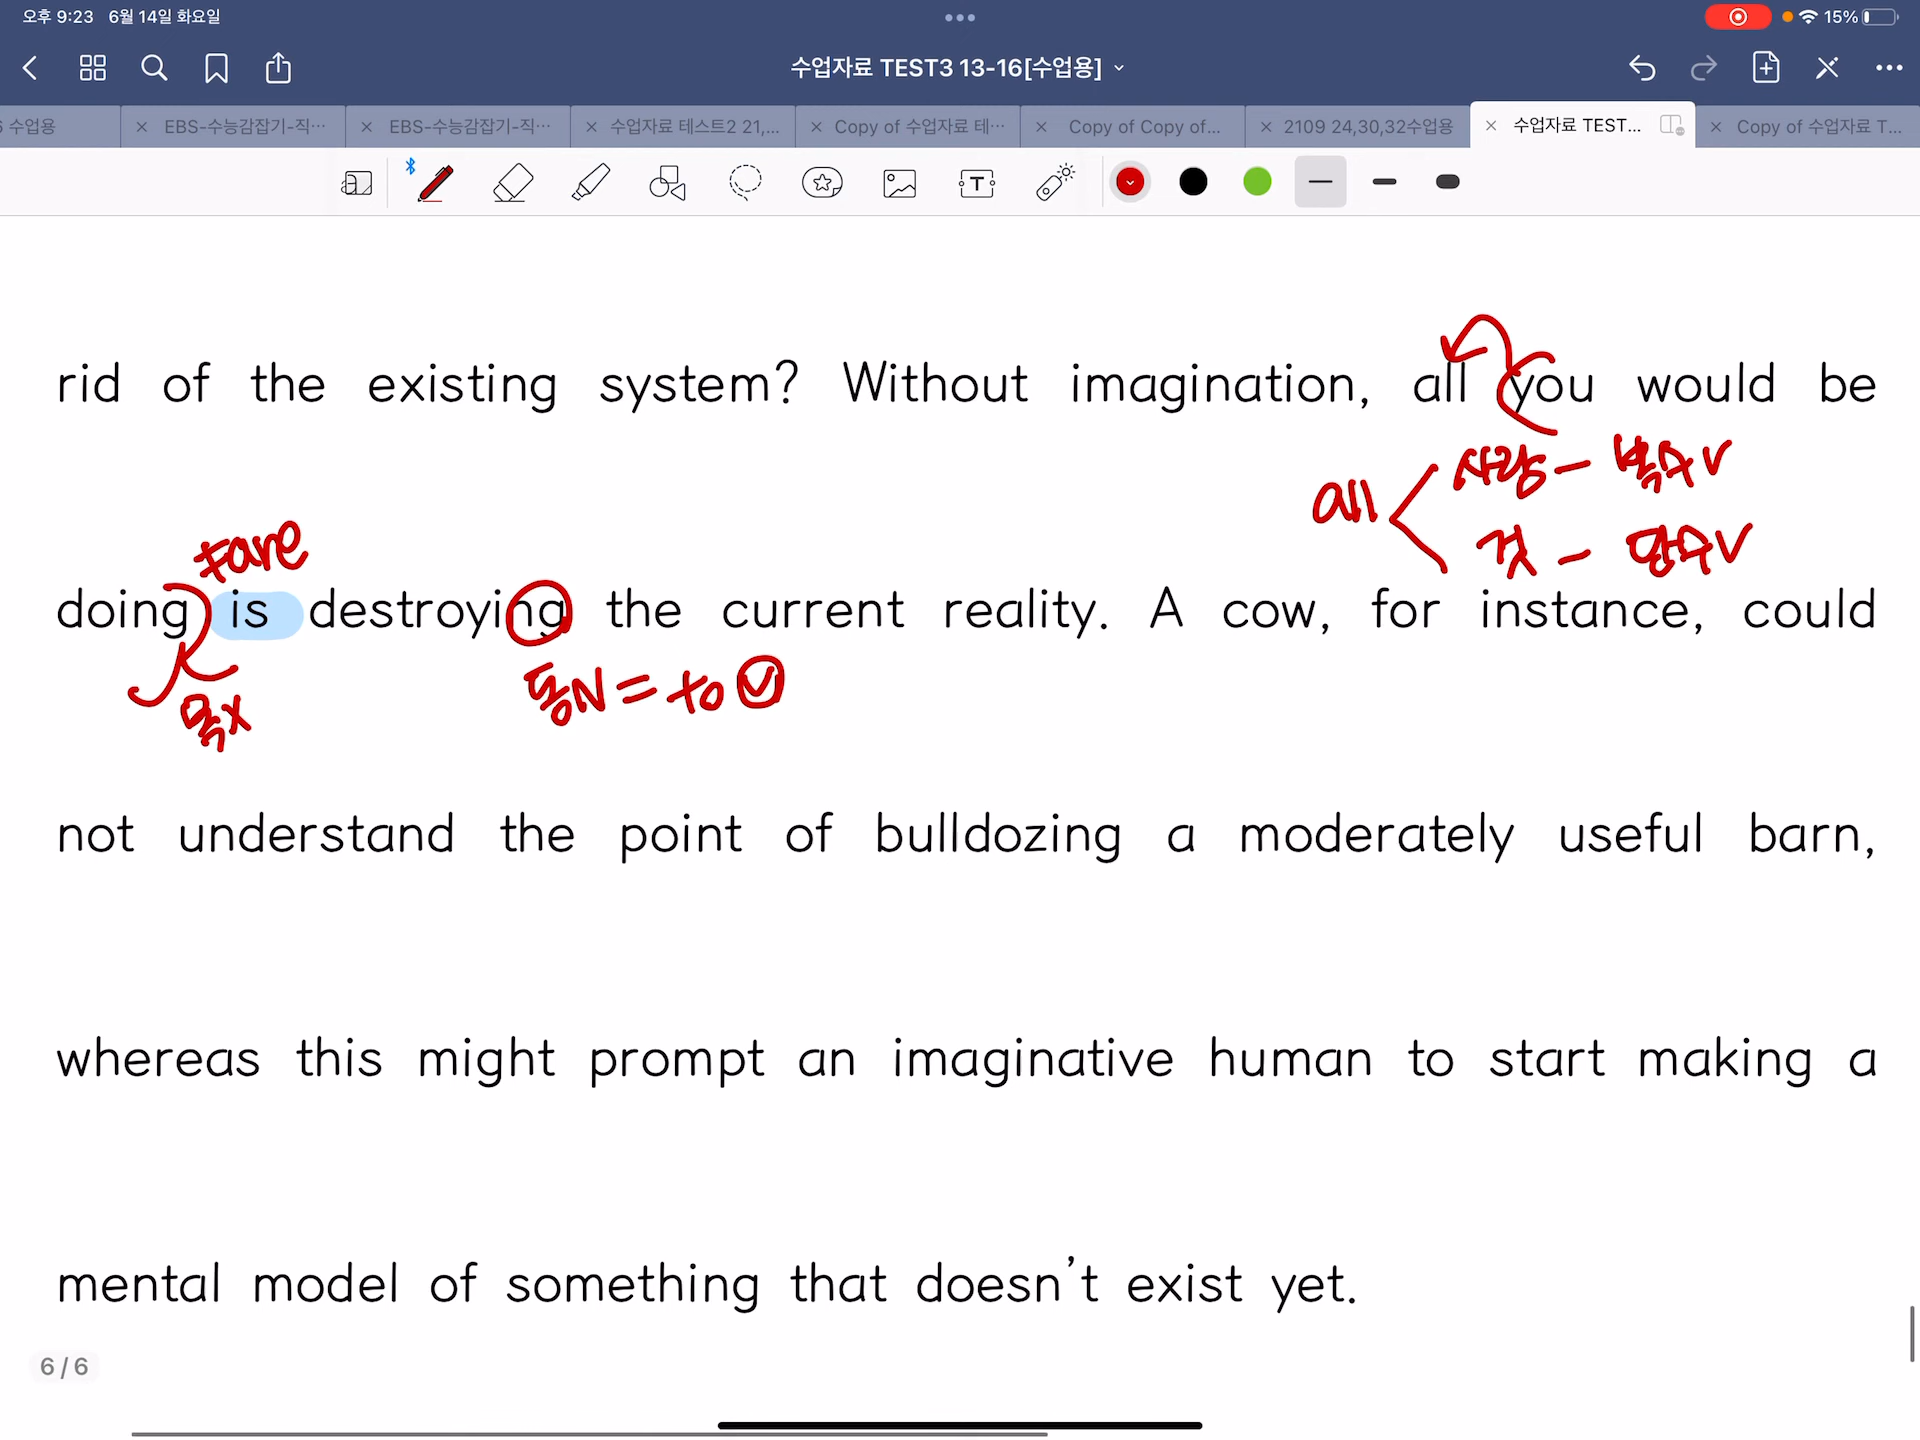 오후 9:23 6월 14일 화요일
15%
수업자료 TEST3 13-16[수업용]
수업용
EBS-수능감잡기-직...
EBS-수능감잡기-직...
수업자료 테스트2 21,...
Copy of 수업자료 테...
Copy of Copy of...
2109 24,30,32수업용
수업자료 TEST...
Copy of 수업자료 T...
rid of the existing system? Without imagination, all you would be
all
사람 - 복수V
것 - 단수V
≠are
doing is destroying the current reality. A cow, for instance, could
목X
동N = to V
not understand the point of bulldozing a moderately useful barn,
whereas this might prompt an imaginative human to start making a
mental model of something that doesn't exist yet.
6/6